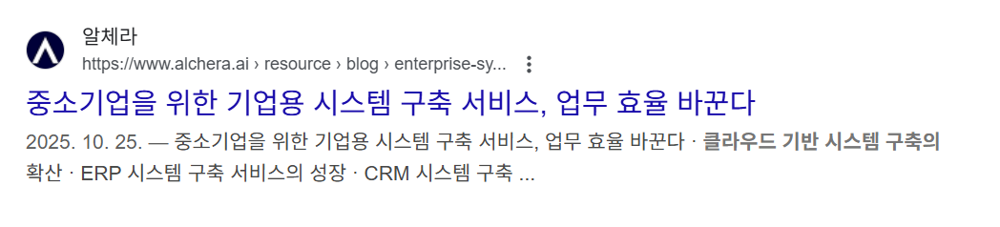 알체라
https://www.alchera.ai › resource › blog › enterprise-sy...
중소기업을 위한 기업용 시스템 구축 서비스, 업무 효율 바꾼다
2025. 10. 25. — 중소기업을 위한 기업용 시스템 구축 서비스, 업무 효율 바꾼다 · 클라우드 기반 시스템 구축의
확산 · ERP 시스템 구축 서비스의 성장 · CRM 시스템 구축 ...